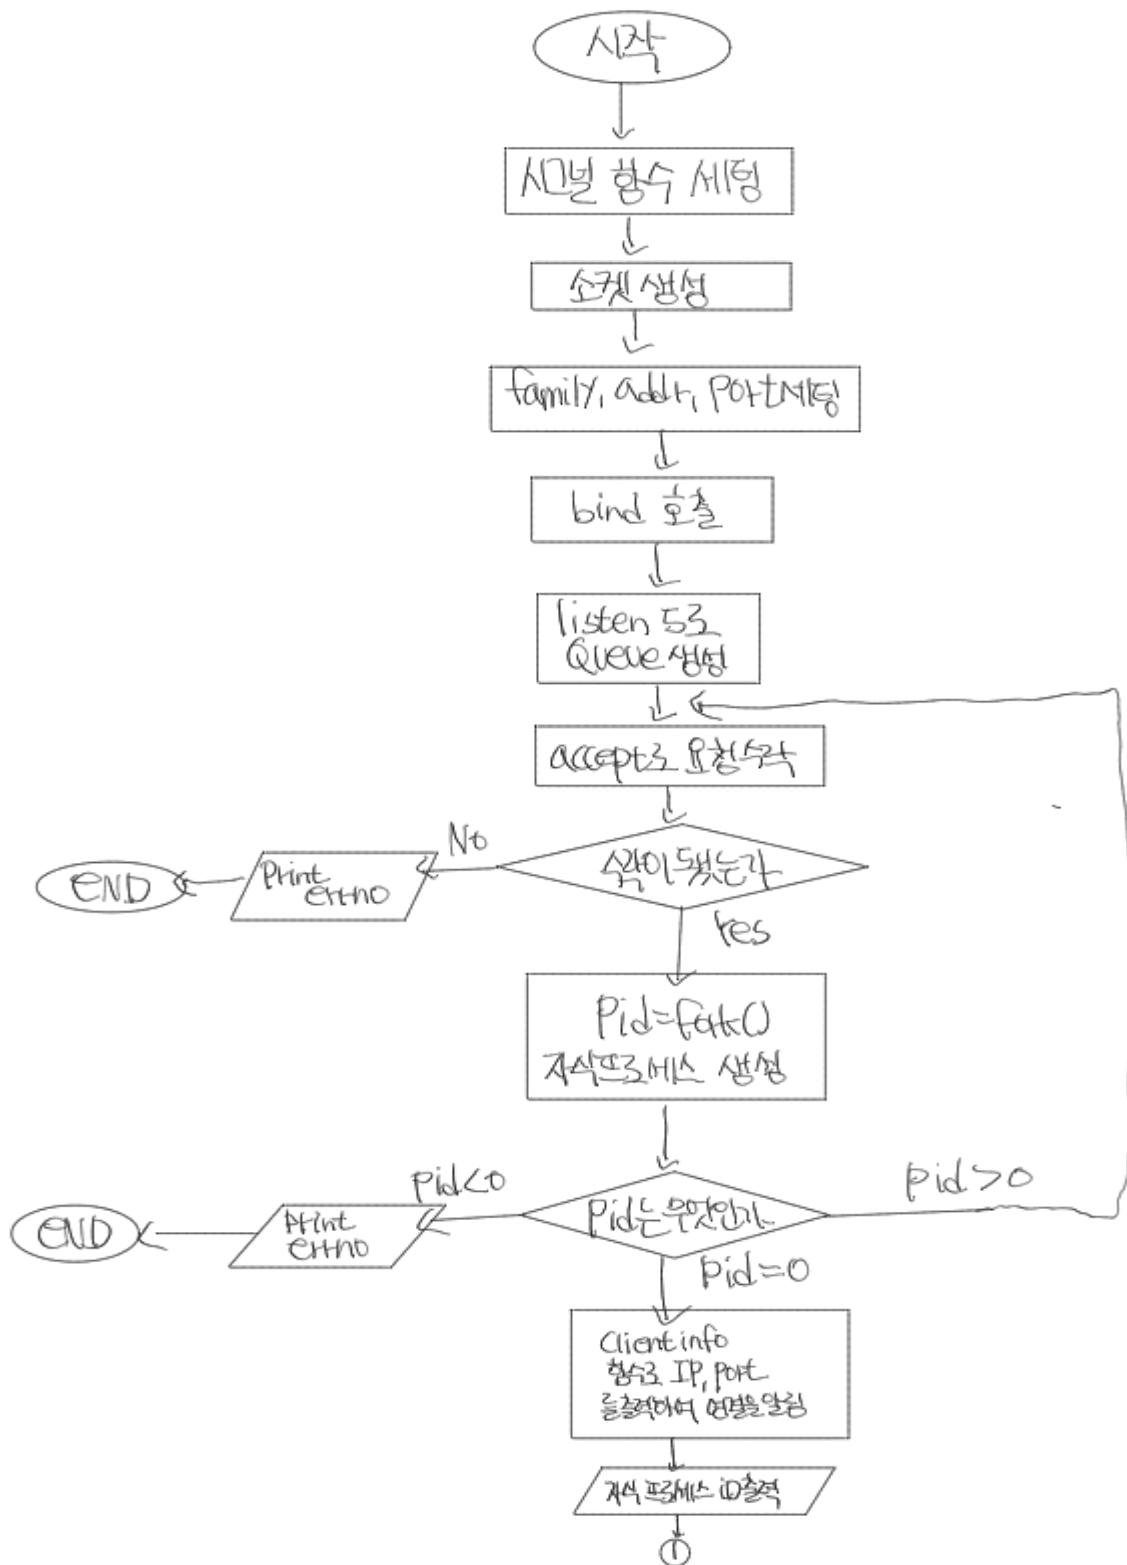 시작
시그널 함수 세팅
소켓 생성
family, addr, port세팅
bind 호출
listen 5로
Queue 생성
accept로 요청수락
수락이 됐는가
No
Print
errno
END
Yes
Pid=fork()
자식프로세스 생성
pid는 무엇인가
pid<0
print
errno
END
pid>0
pid=0
Client info
함수로 IP, port
를출력하여, 연결을알림
자식 프로세스 ID출력
①